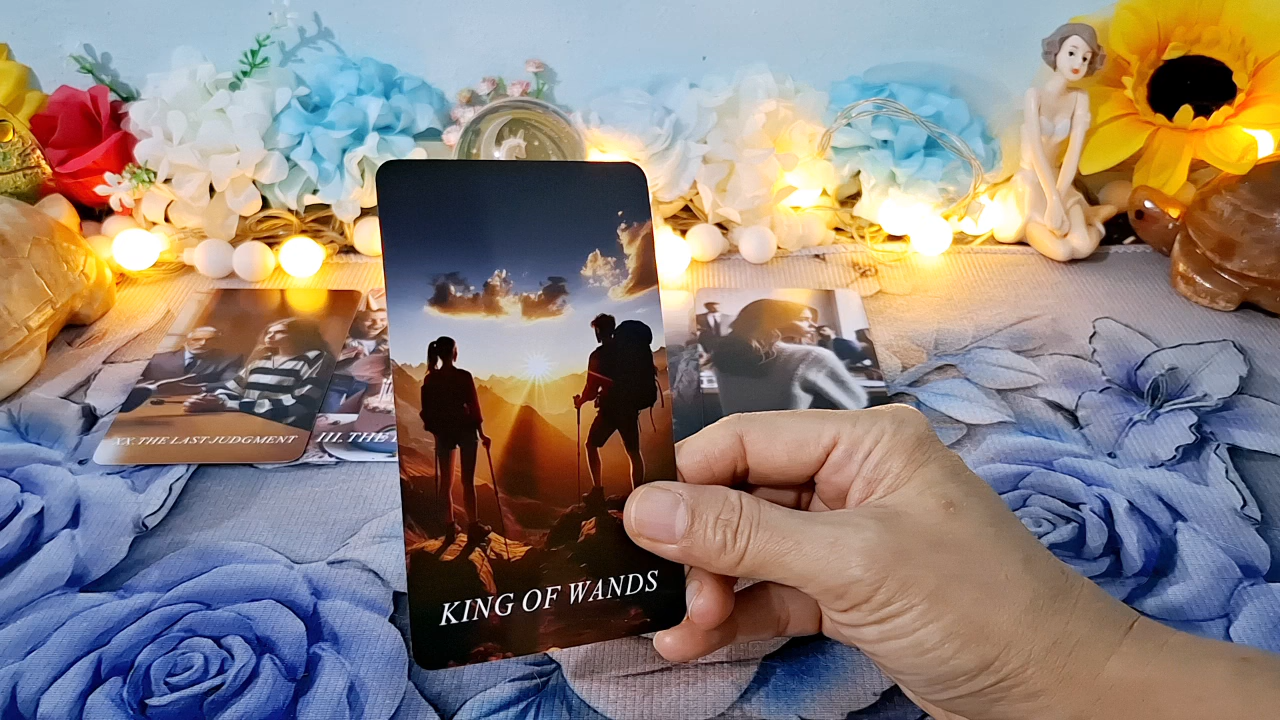 XX. THE LAST JUDGMENT
III. THE
KING OF WANDS